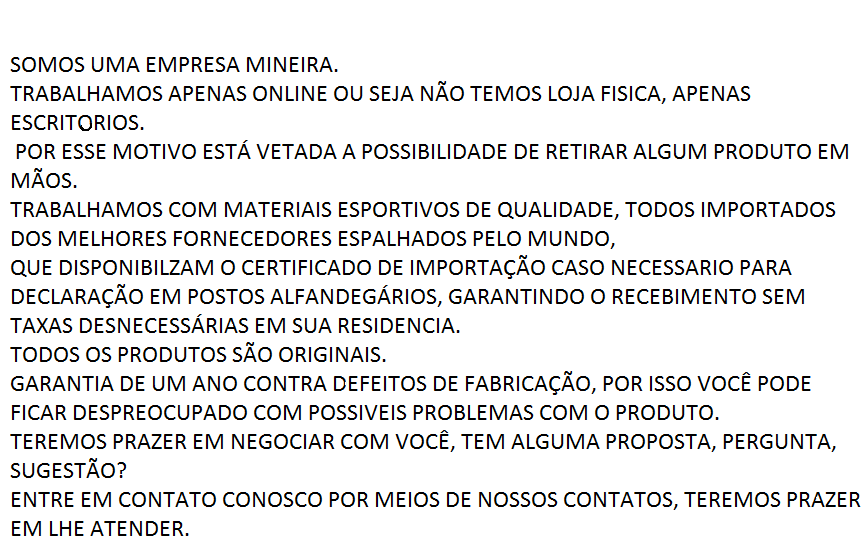 SOMOS UMA EMPRESA MINEIRA.
TRABALHAMOS APENAS ONLINE OU SEJA NÃO TEMOS LOJA FISICA, APENAS
ESCRITORIOS.
POR ESSE MOTIVO ESTÁ VETADA A POSSIBILIDADE DE RETIRAR ALGUM PRODUTO EM
MÃOS.
TRABALHAMOS COM MATERIAIS ESPORTIVOS DE QUALIDADE, TODOS IMPORTADOS
DOS MELHORES FORNECEDORES ESPALHADOS PELO MUNDO,
QUE DISPONIBILZAM O CERTIFICADO DE IMPORTAÇÃO CASO NECESSARIO PARA
DECLARAÇÃO EM POSTOS ALFANDEGÁRIOS, GARANTINDO O RECEBIMENTO SEM
TAXAS DESNECESSÁRIAS EM SUA RESIDENCIA.
TODOS OS PRODUTOS SÃO ORIGINAIS.
GARANTIA DE UM ANO CONTRA DEFEITOS DE FABRICAÇÃO, POR ISSO VOCÊ PODE
FICAR DESPREOCUPADO COM POSSIVEIS PROBLEMAS COM O PRODUTO.
TEREMOS PRAZER EM NEGOCIAR COM VOCÊ, TEM ALGUMA PROPOSTA, PERGUNTA,
SUGESTÃO?
ENTRE EM CONTATO CONOSCO POR MEIOS DE NOSSOS CONTATOS, TEREMOS PRAZER
EM LHE ATENDER.